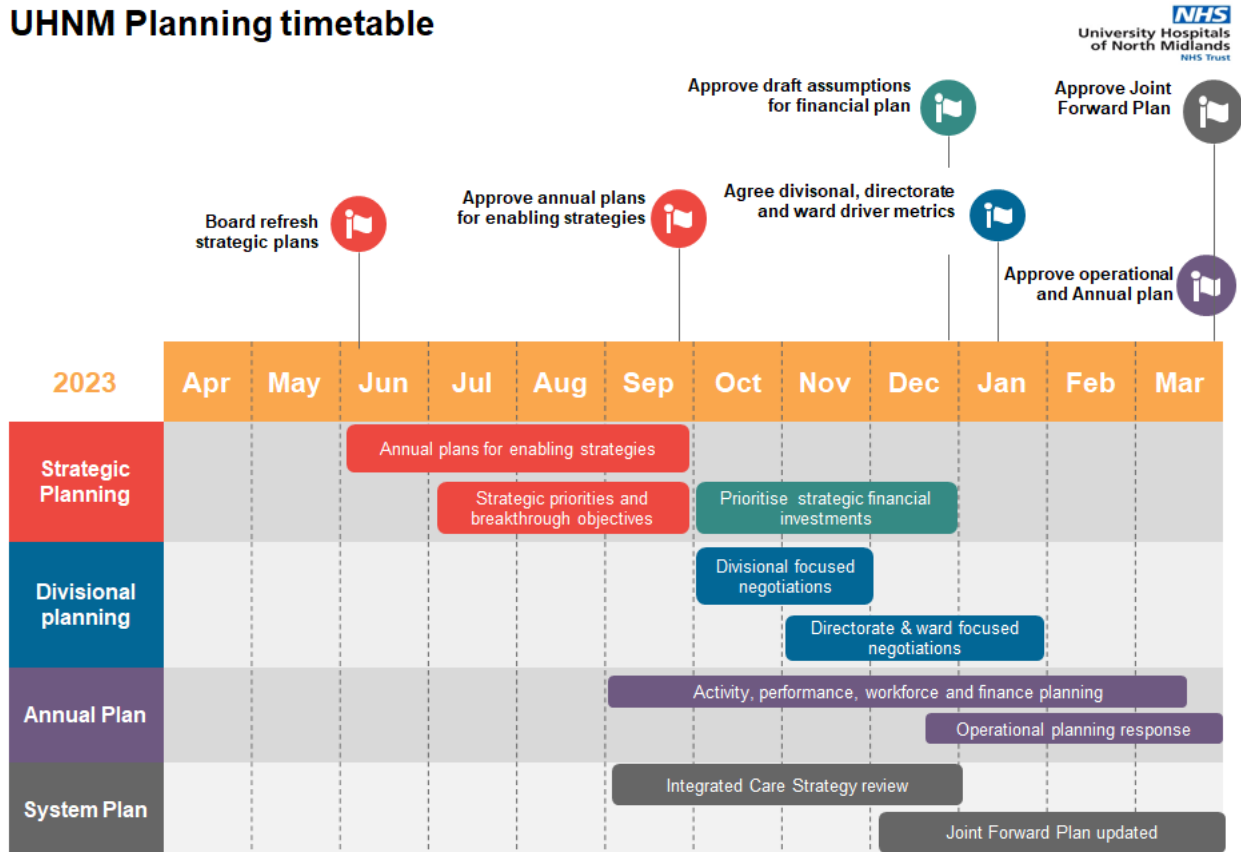 UHNM Planning timetable
NHS
University Hospitals
of North Midlands
NHS Trust
Approve draft assumptions
for financial plan
Approve Joint
Forward Plan
Board refresh
strategic plans
Approve annual plans
for enabling strategies
Agree divisonal, directorate
and ward driver metrics
Approve operational
and Annual plan
2023
Apr
May
Jun
Jul
Aug
Sep
Oct
Nov
Dec
Jan
Feb
Mar
Strategic
Planning
Annual plans for enabling strategies
Strategic priorities and
breakthrough objectives
Prioritise strategic financial
investments
Divisional
planning
Divisional focused
negotiations
Directorate & ward focused
negotiations
Annual Plan
Activity, performance, workforce and finance planning
Operational planning response
System Plan
Integrated Care Strategy review
Joint Forward Plan updated